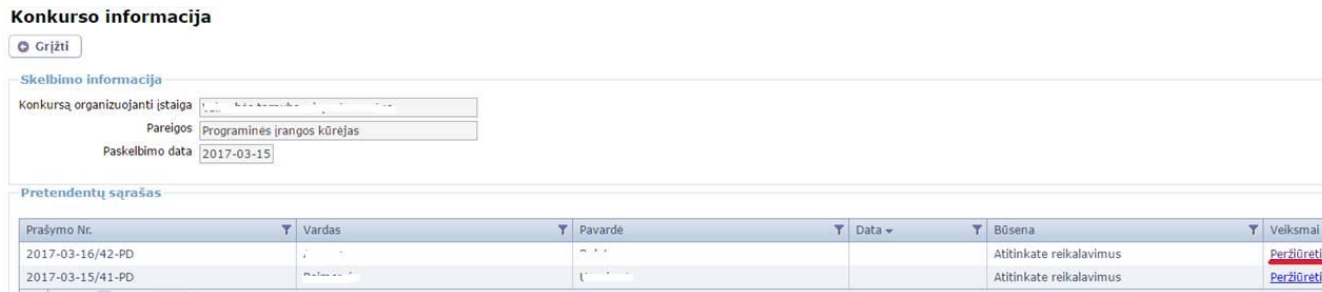 Konkurso informacija
Grįžti
Skelbimo informacija
Konkursą organizuojanti įstaiga
Pareigos Programinės įrangos kūrėjas
Paskelbimo data 2017-03-15
Pretendentų sąrašas
Prašymo Nr. Vardas Pavardė Data Būsena Veiksmai
2017-03-16/42-PD Atitinkate reikalavimus Peržiūrėti
2017-03-15/41-PD Atitinkate reikalavimus Peržiūrėti